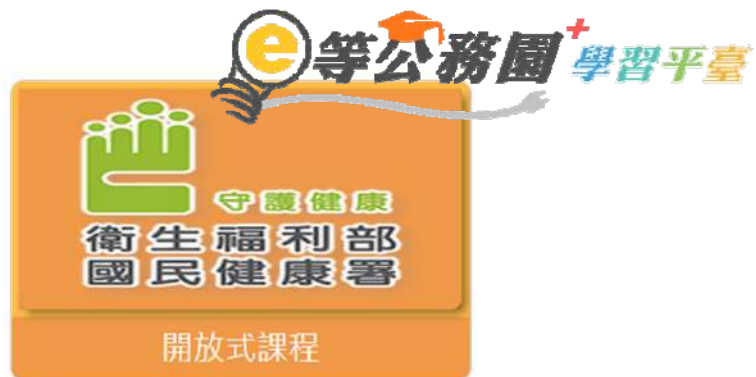 e等公務園+學習平臺
守護健康
衛生福利部
國民健康署
開放式課程